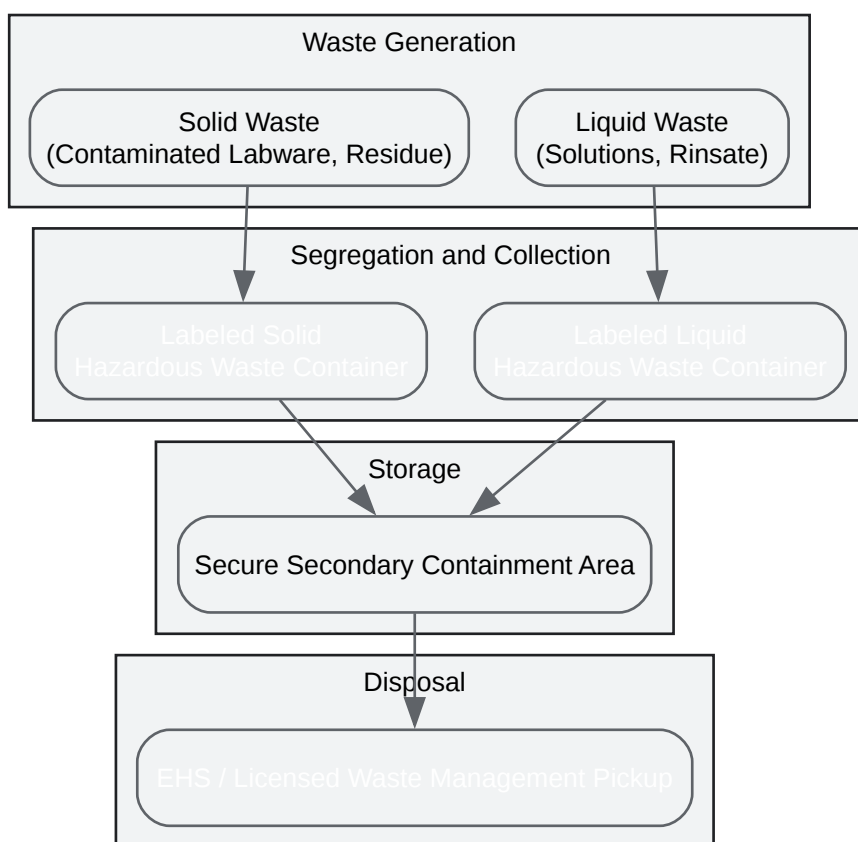 Waste Generation
Solid Waste
(Contaminated Labware, Residue)
Liquid Waste
(Solutions, Rinsate)
Segregation and Collection
Labeled Solid
Hazardous Waste Container
Labeled Liquid
Hazardous Waste Container
Storage
Secure Secondary Containment Area
Disposal
EHS / Licensed Waste Management Pickup